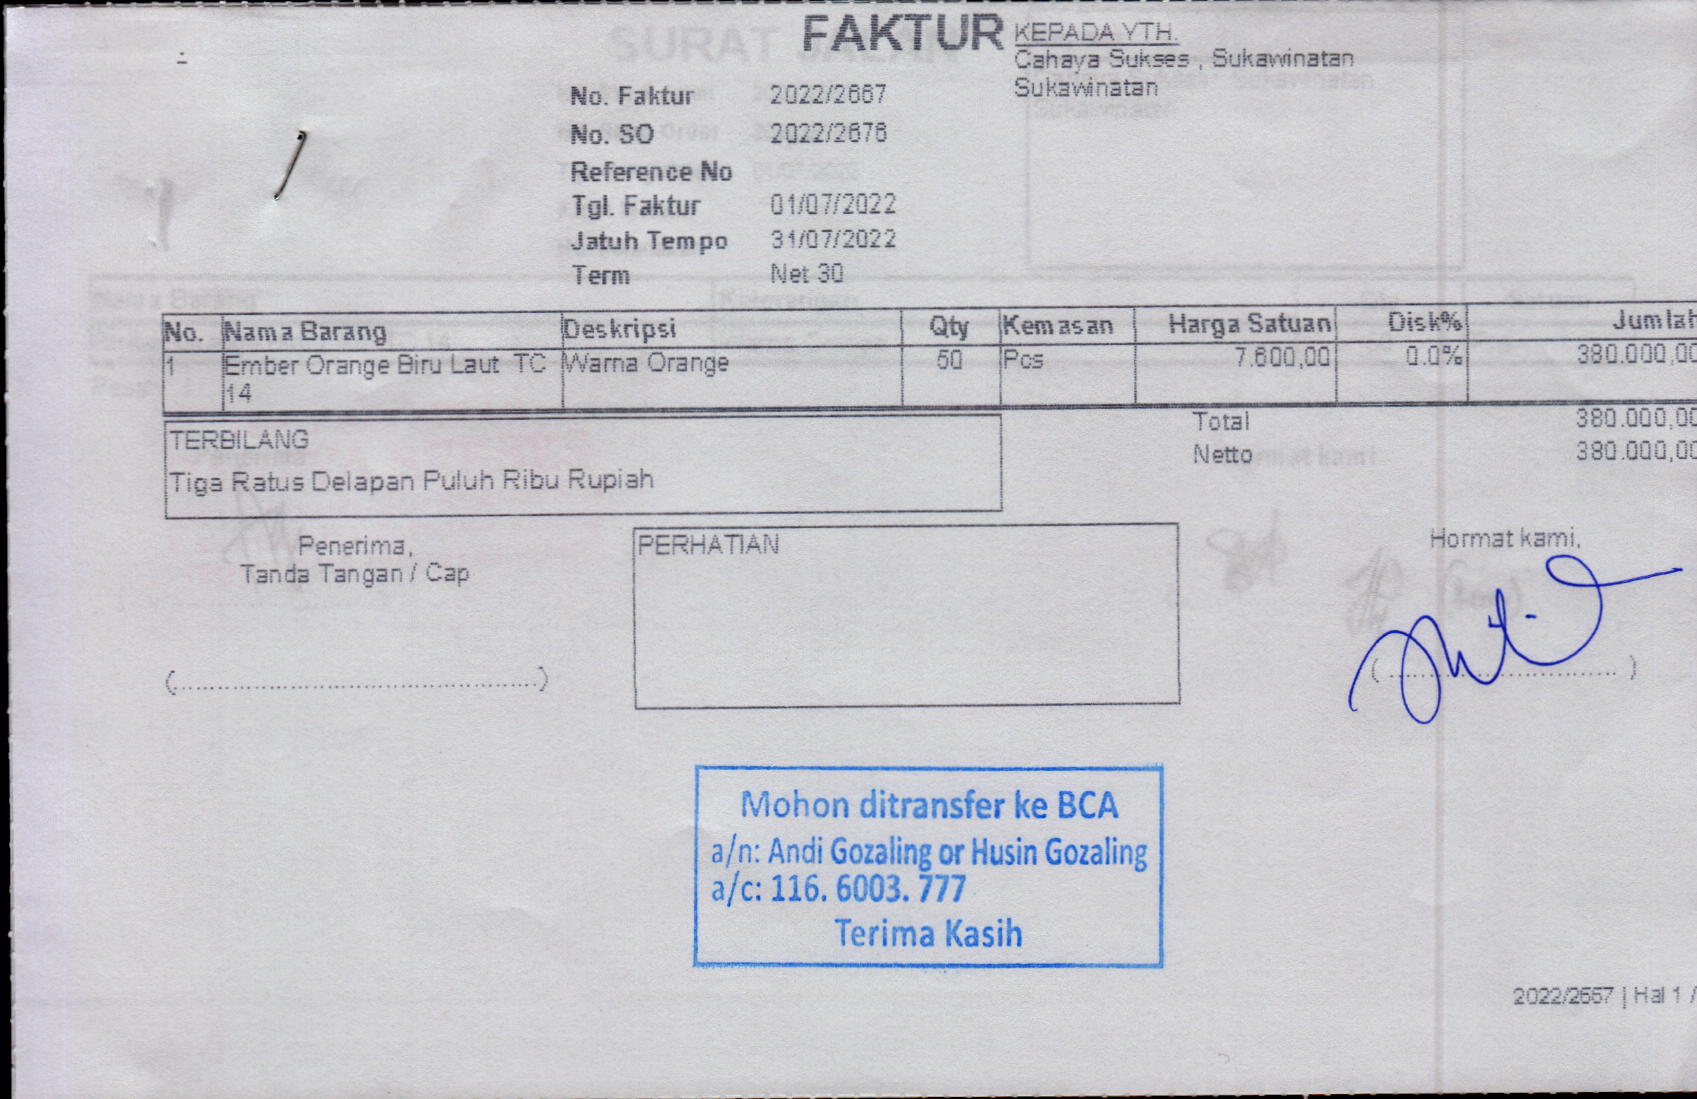 FAKTUR
KEPADA YTH.
Cahaya Sukses , Sukawinatan
Sukawinatan
No. Faktur 2022/2667
No. SO 2022/2676
Reference No
Tgl. Faktur 01/07/2022
Jatuh Tempo 31/07/2022
Term Net 30
No. Nama Barang Deskripsi Qty Kemasan Harga Satuan Disk% Jumlah
1 Ember Orange Biru Laut TC Warna Orange 50 Pcs 7.600,00 0.0% 380.000,00
14
Total 380.000,00
Netto 380.000,00
TERBILANG
Tiga Ratus Delapan Puluh Ribu Rupiah
Penerima,
Tanda Tangan / Cap
PERHATIAN
Hormat kami,
Mohon ditransfer ke BCA
a/n: Andi Gozaling or Husin Gozaling
a/c: 116. 6003. 777
Terima Kasih
2022/2667 | Hal 1 /
SURAT JALAN